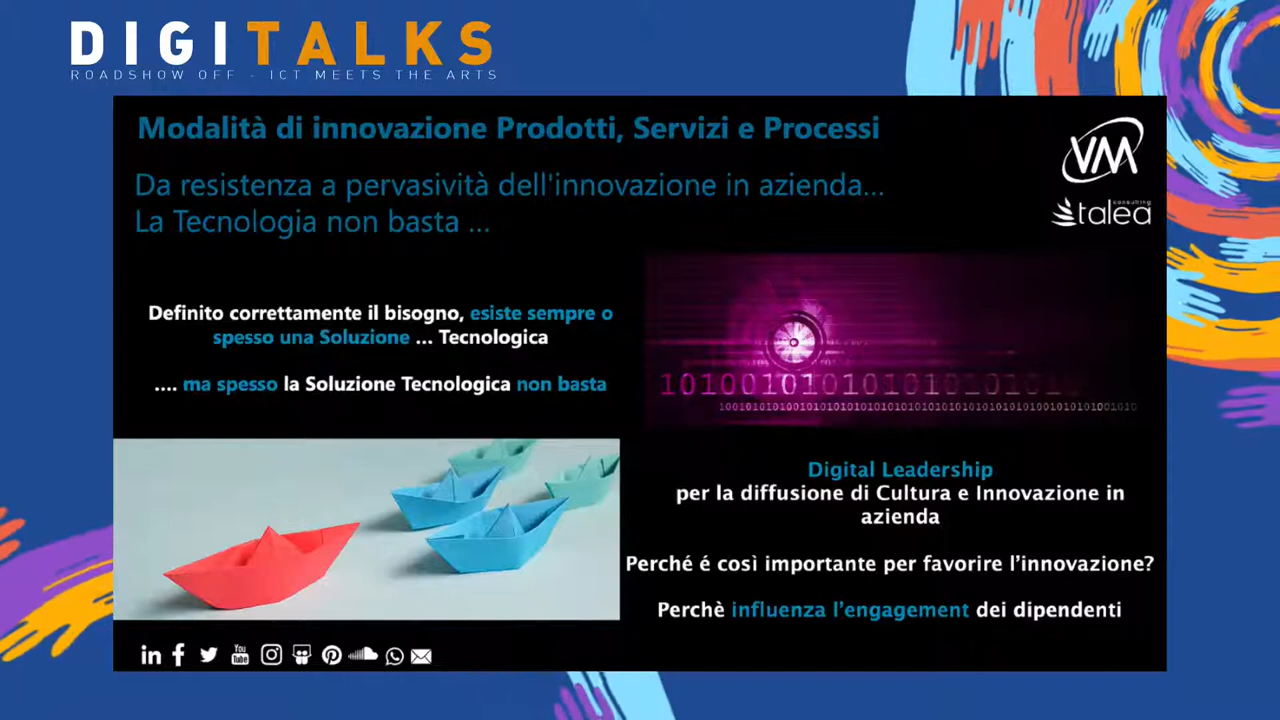 DIGITALKS
ROADSHOW OFF - ICT MEETS THE ARTS
Modalità di innovazione Prodotti, Servizi e Processi
VM
consulting
talea
Da resistenza a pervasività dell'innovazione in azienda...
La Tecnologia non basta ...
Definito correttamente il bisogno, esiste sempre o
spesso una Soluzione ... Tecnologica
.... ma spesso la Soluzione Tecnologica non basta
Digital Leadership
per la diffusione di Cultura e Innovazione in
azienda
Perché é così importante per favorire l'innovazione?
Perchè influenza l'engagement dei dipendenti
in
You
Tube